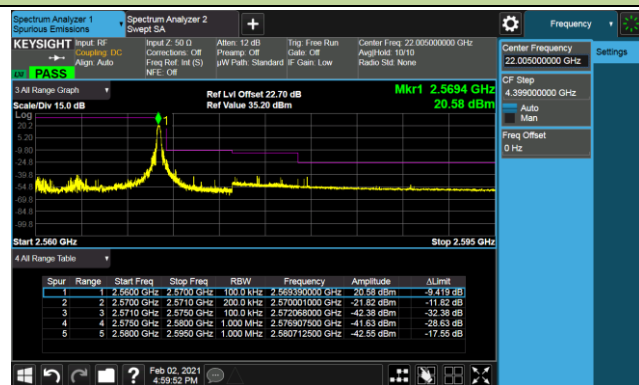 Spectrum Analyzer 1
Spurious Emissions
Spectrum Analyzer 2
Swept SA
Frequency
KEYSIGHT
Input: RF
Coupling: DC
Align: Auto
Input Z: 50 Ω
Corrections: Off
Freq Ref: Int (S)
NFE: Off
Atten: 12 dB
Preamp: Off
µW Path: Standard
Trig: Free Run
Gate: Off
IF Gain: Low
Center Freq: 22.005000000 GHz
Avg|Hold: 10/10
Radio Std: None
PASS
Center Frequency
22.005000000 GHz
Settings
CF Step
4.399000000 GHz
Auto
Man
Freq Offset
0 Hz
3 All Range Graph
Scale/Div 15.0 dB
Ref Lvl Offset 22.70 dB
Ref Value 35.20 dBm
Mkr1 2.5694 GHz
20.58 dBm
Log
1
20.2
5.20
-9.80
-24.8
-39.8
-54.8
-69.8
-84.8
-99.8
Start 2.560 GHz
Stop 2.595 GHz
4 All Range Table
Spur Range Start Freq Stop Freq RBW Frequency Amplitude ΔLimit
1 1 2.5600 GHz 2.5700 GHz 100.0 kHz 2.569390000 GHz 20.58 dBm -9.419 dB
2 2 2.5700 GHz 2.5710 GHz 200.0 kHz 2.570001000 GHz -21.82 dBm -11.82 dB
3 3 2.5710 GHz 2.5750 GHz 100.0 kHz 2.572068000 GHz -42.38 dBm -32.38 dB
4 4 2.5750 GHz 2.5800 GHz 1.000 MHz 2.576907500 GHz -41.63 dBm -28.63 dB
5 5 2.5800 GHz 2.5950 GHz 1.000 MHz 2.580712500 GHz -42.55 dBm -17.55 dB
Feb 02, 2021
4:59:52 PM